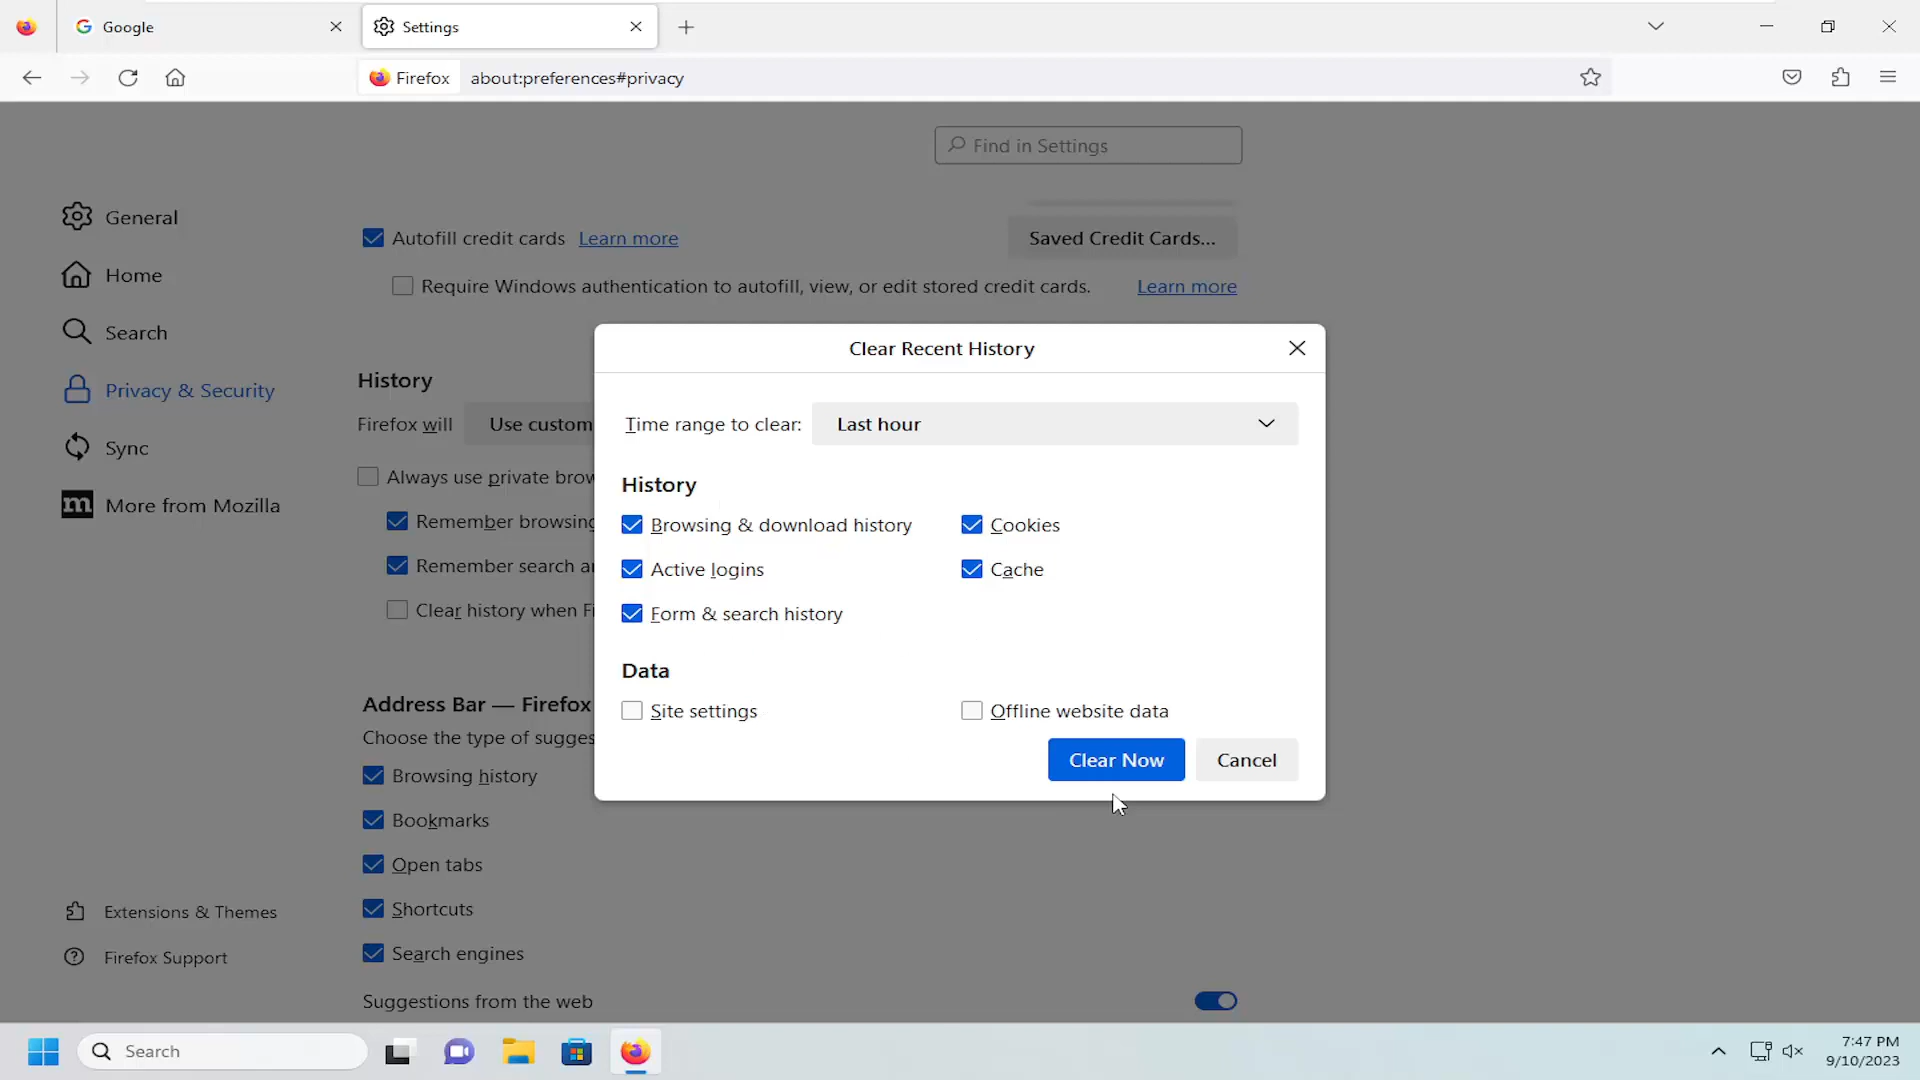 Google
Settings
Firefox
about:preferences#privacy
Find in Settings
General
Home
Search
Privacy & Security
Sync
More from Mozilla
Extensions & Themes
Firefox Support
Autofill credit cards Learn more
Saved Credit Cards...
Require Windows authentication to autofill, view, or edit stored credit cards. Learn more
History
Firefox will Use custom
Always use private brow
Remember browsing
Remember search a
Clear history when Fi
Address Bar — Firefox
Choose the type of sugges
Browsing history
Bookmarks
Open tabs
Shortcuts
Search engines
Suggestions from the web
Clear Recent History
Time range to clear: Last hour
History
Browsing & download history Cookies
Active logins Cache
Form & search history
Data
Site settings Offline website data
Clear Now Cancel
Search
7:47 PM
9/10/2023